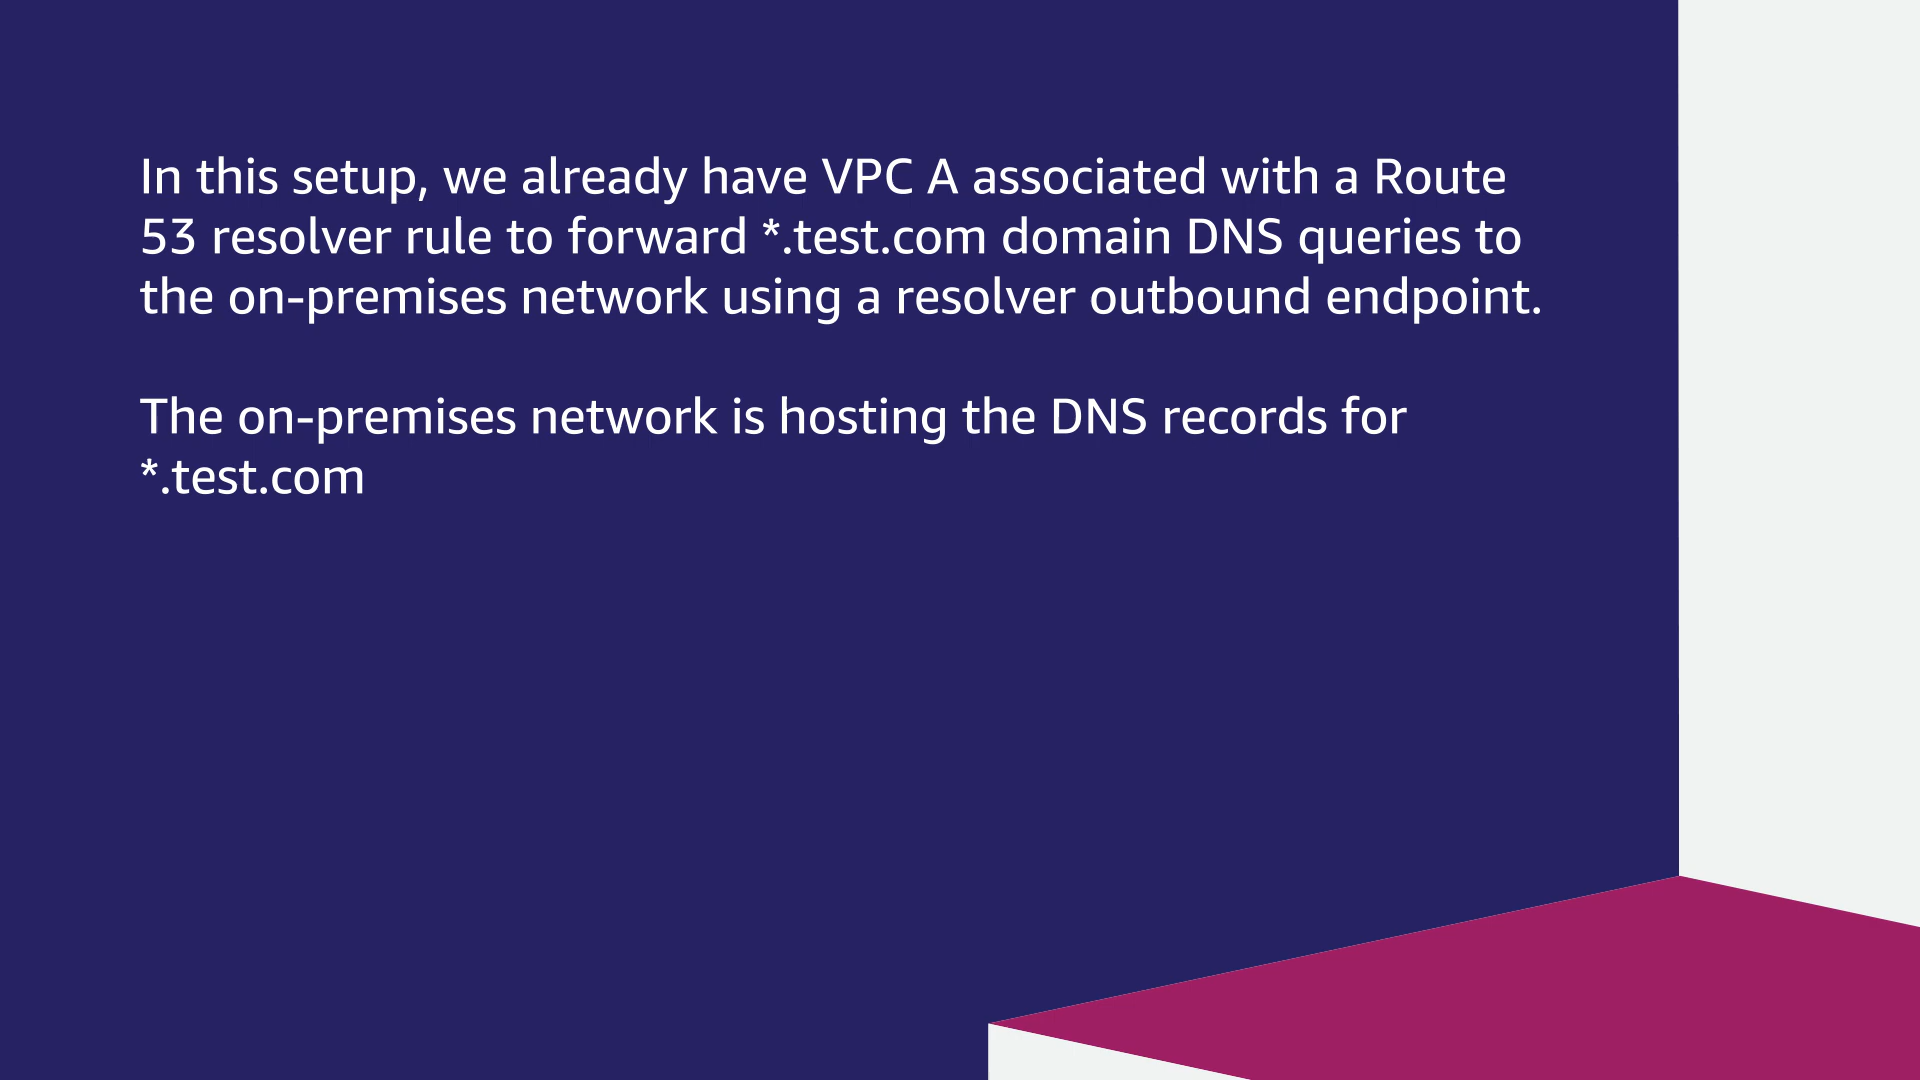 In this setup, we already have VPC A associated with a Route
53 resolver rule to forward *.test.com domain DNS queries to
the on-premises network using a resolver outbound endpoint.
The on-premises network is hosting the DNS records for
*.test.com